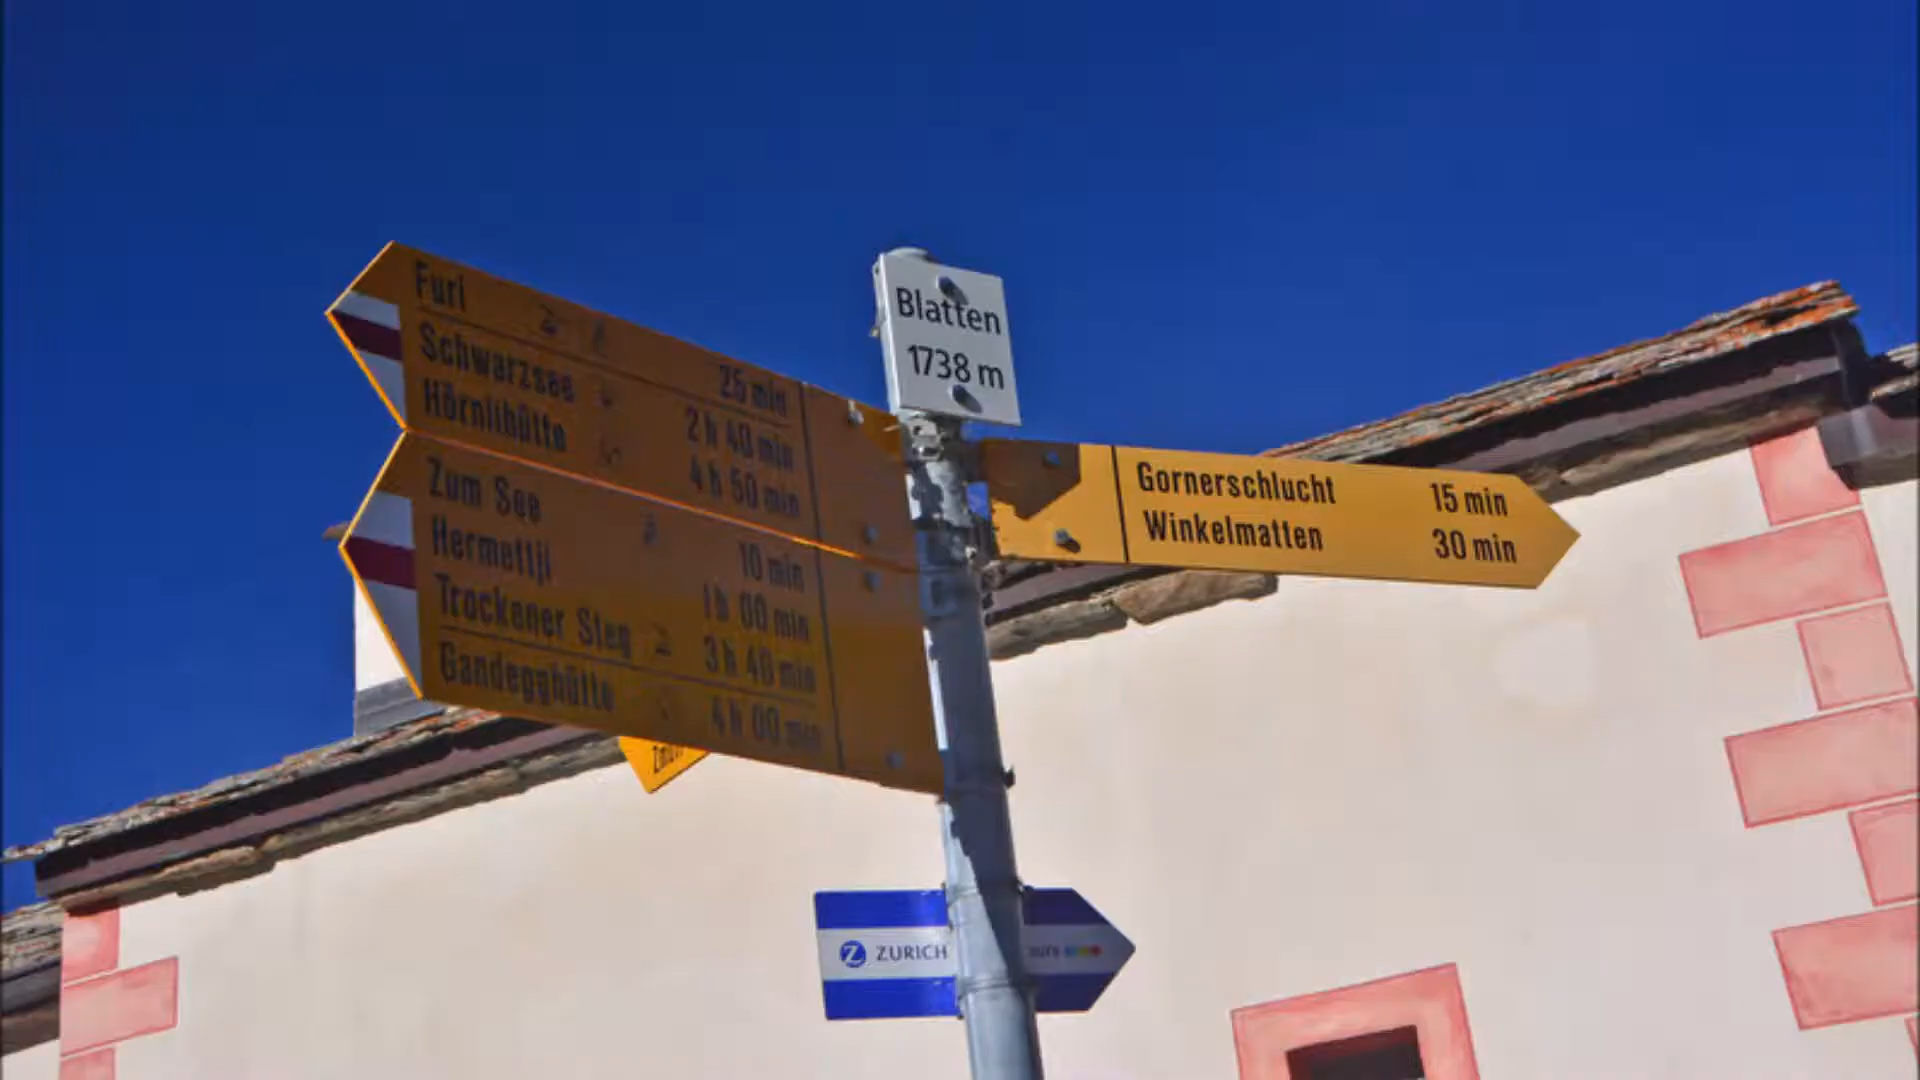 Blatten
1738 m
Furi 25 min
Schwarzsee 2 h 40 min
Hörnlihütte 4 h 50 min
Zum See 10 min
Hermettji 1 h 00 min
Trockener Steg 3 h 40 min
Gandegghütte 4 h 00 min
Gornerschlucht 15 min
Winkelmatten 30 min
ZURICH